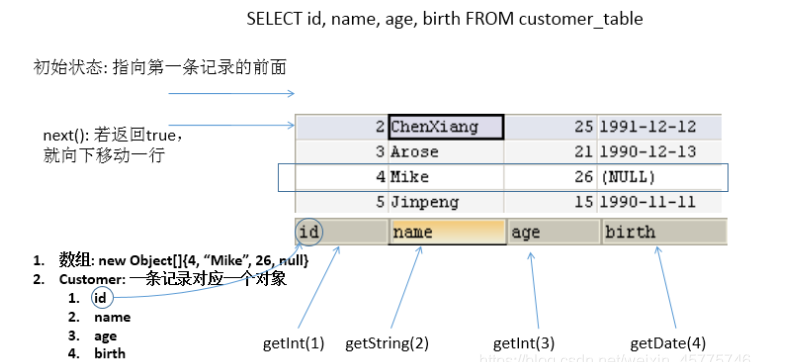 SELECT id, name, age, birth FROM customer_table
初始状态: 指向第一条记录的前面
next(): 若返回true，
就向下移动一行
2 ChenXiang 25 1991-12-12
3 Arose 21 1990-12-13
4 Mike 26 (NULL)
5 Jinpeng 15 1990-11-11
id name age birth
1. 数组: new Object[]{4, “Mike”, 26, null}
2. Customer: 一条记录对应一个对象
1. id
2. name
3. age
4. birth
getInt(1) getString(2) getInt(3) getDate(4)
https://blog.csdn.net/weixin_45775746